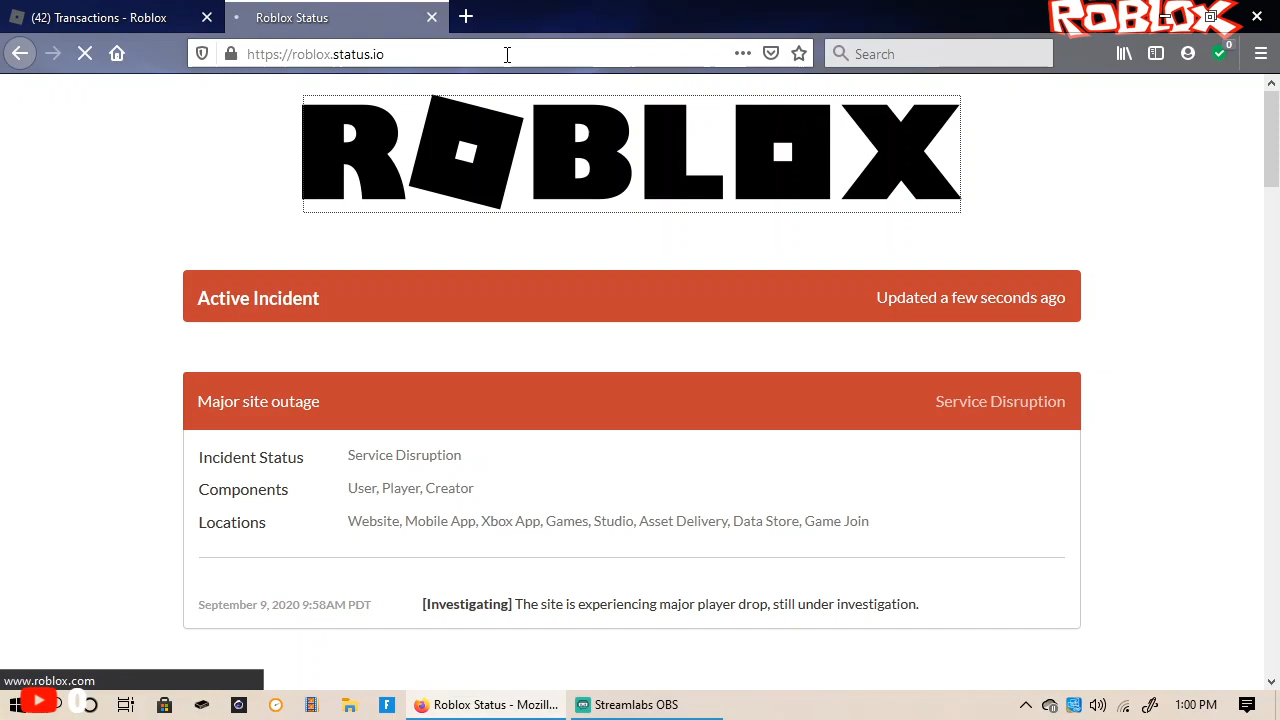 (42) Transactions - Roblox
Roblox Status
ROBLOX
https://roblox.status.io
Search
0
ROBLOX
Active Incident
Updated a few seconds ago
Major site outage
Service Disruption
Incident Status
Service Disruption
Components
User, Player, Creator
Locations
Website, Mobile App, Xbox App, Games, Studio, Asset Delivery, Data Store, Game Join
September 9, 2020 9:58AM PDT
[Investigating] The site is experiencing major player drop, still under investigation.
www.roblox.com
0
Roblox Status - Mozill...
Streamlabs OBS
1:00 PM